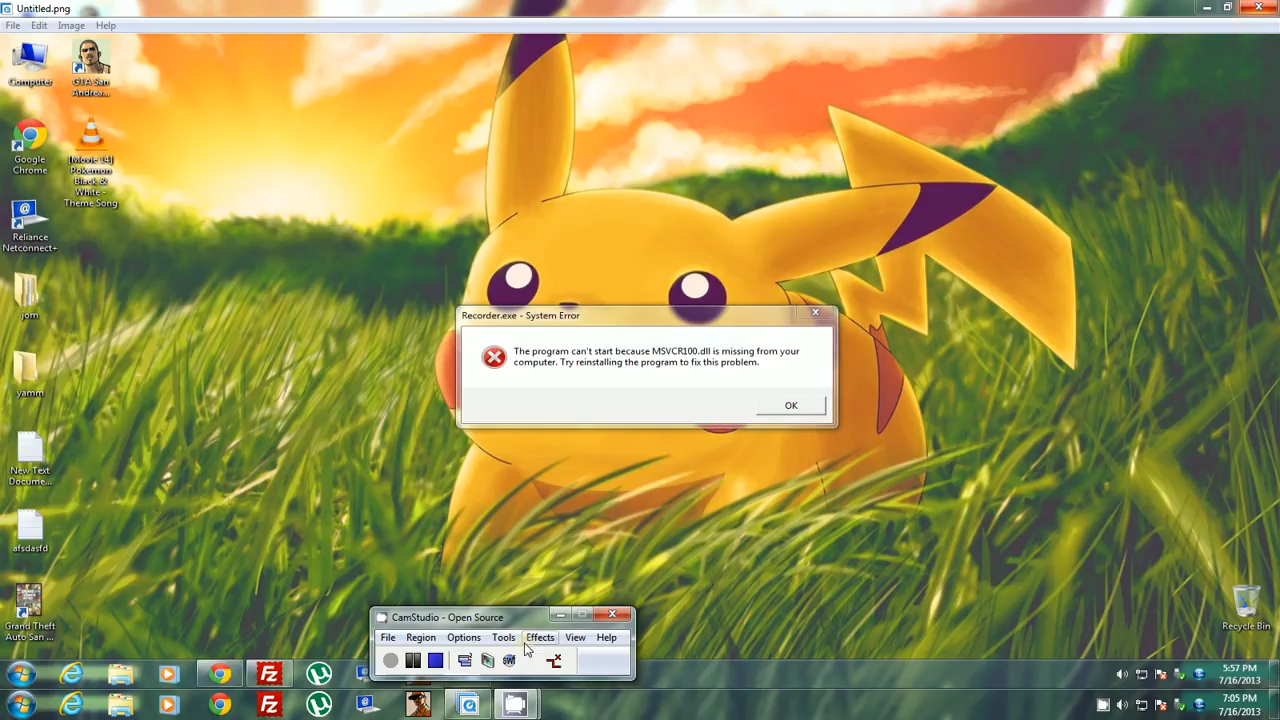 Untitled.png
File Edit Image Help
Computer
GTA San
Andrea...
Google
Chrome
[Movie 14]
Pokemon
Black &
White -
Theme Song
Reliance
Netconnect+
jom
yamm
New Text
Docume...
afsdasfd
Grand Theft
Auto San ...
Recorder.exe - System Error
The program can't start because MSVCR100.dll is missing from your
computer. Try reinstalling the program to fix this problem.
OK
Recycle Bin
CamStudio - Open Source
File Region Options Tools Effects View Help
5:57 PM
7/16/2013
7:05 PM
7/16/2013